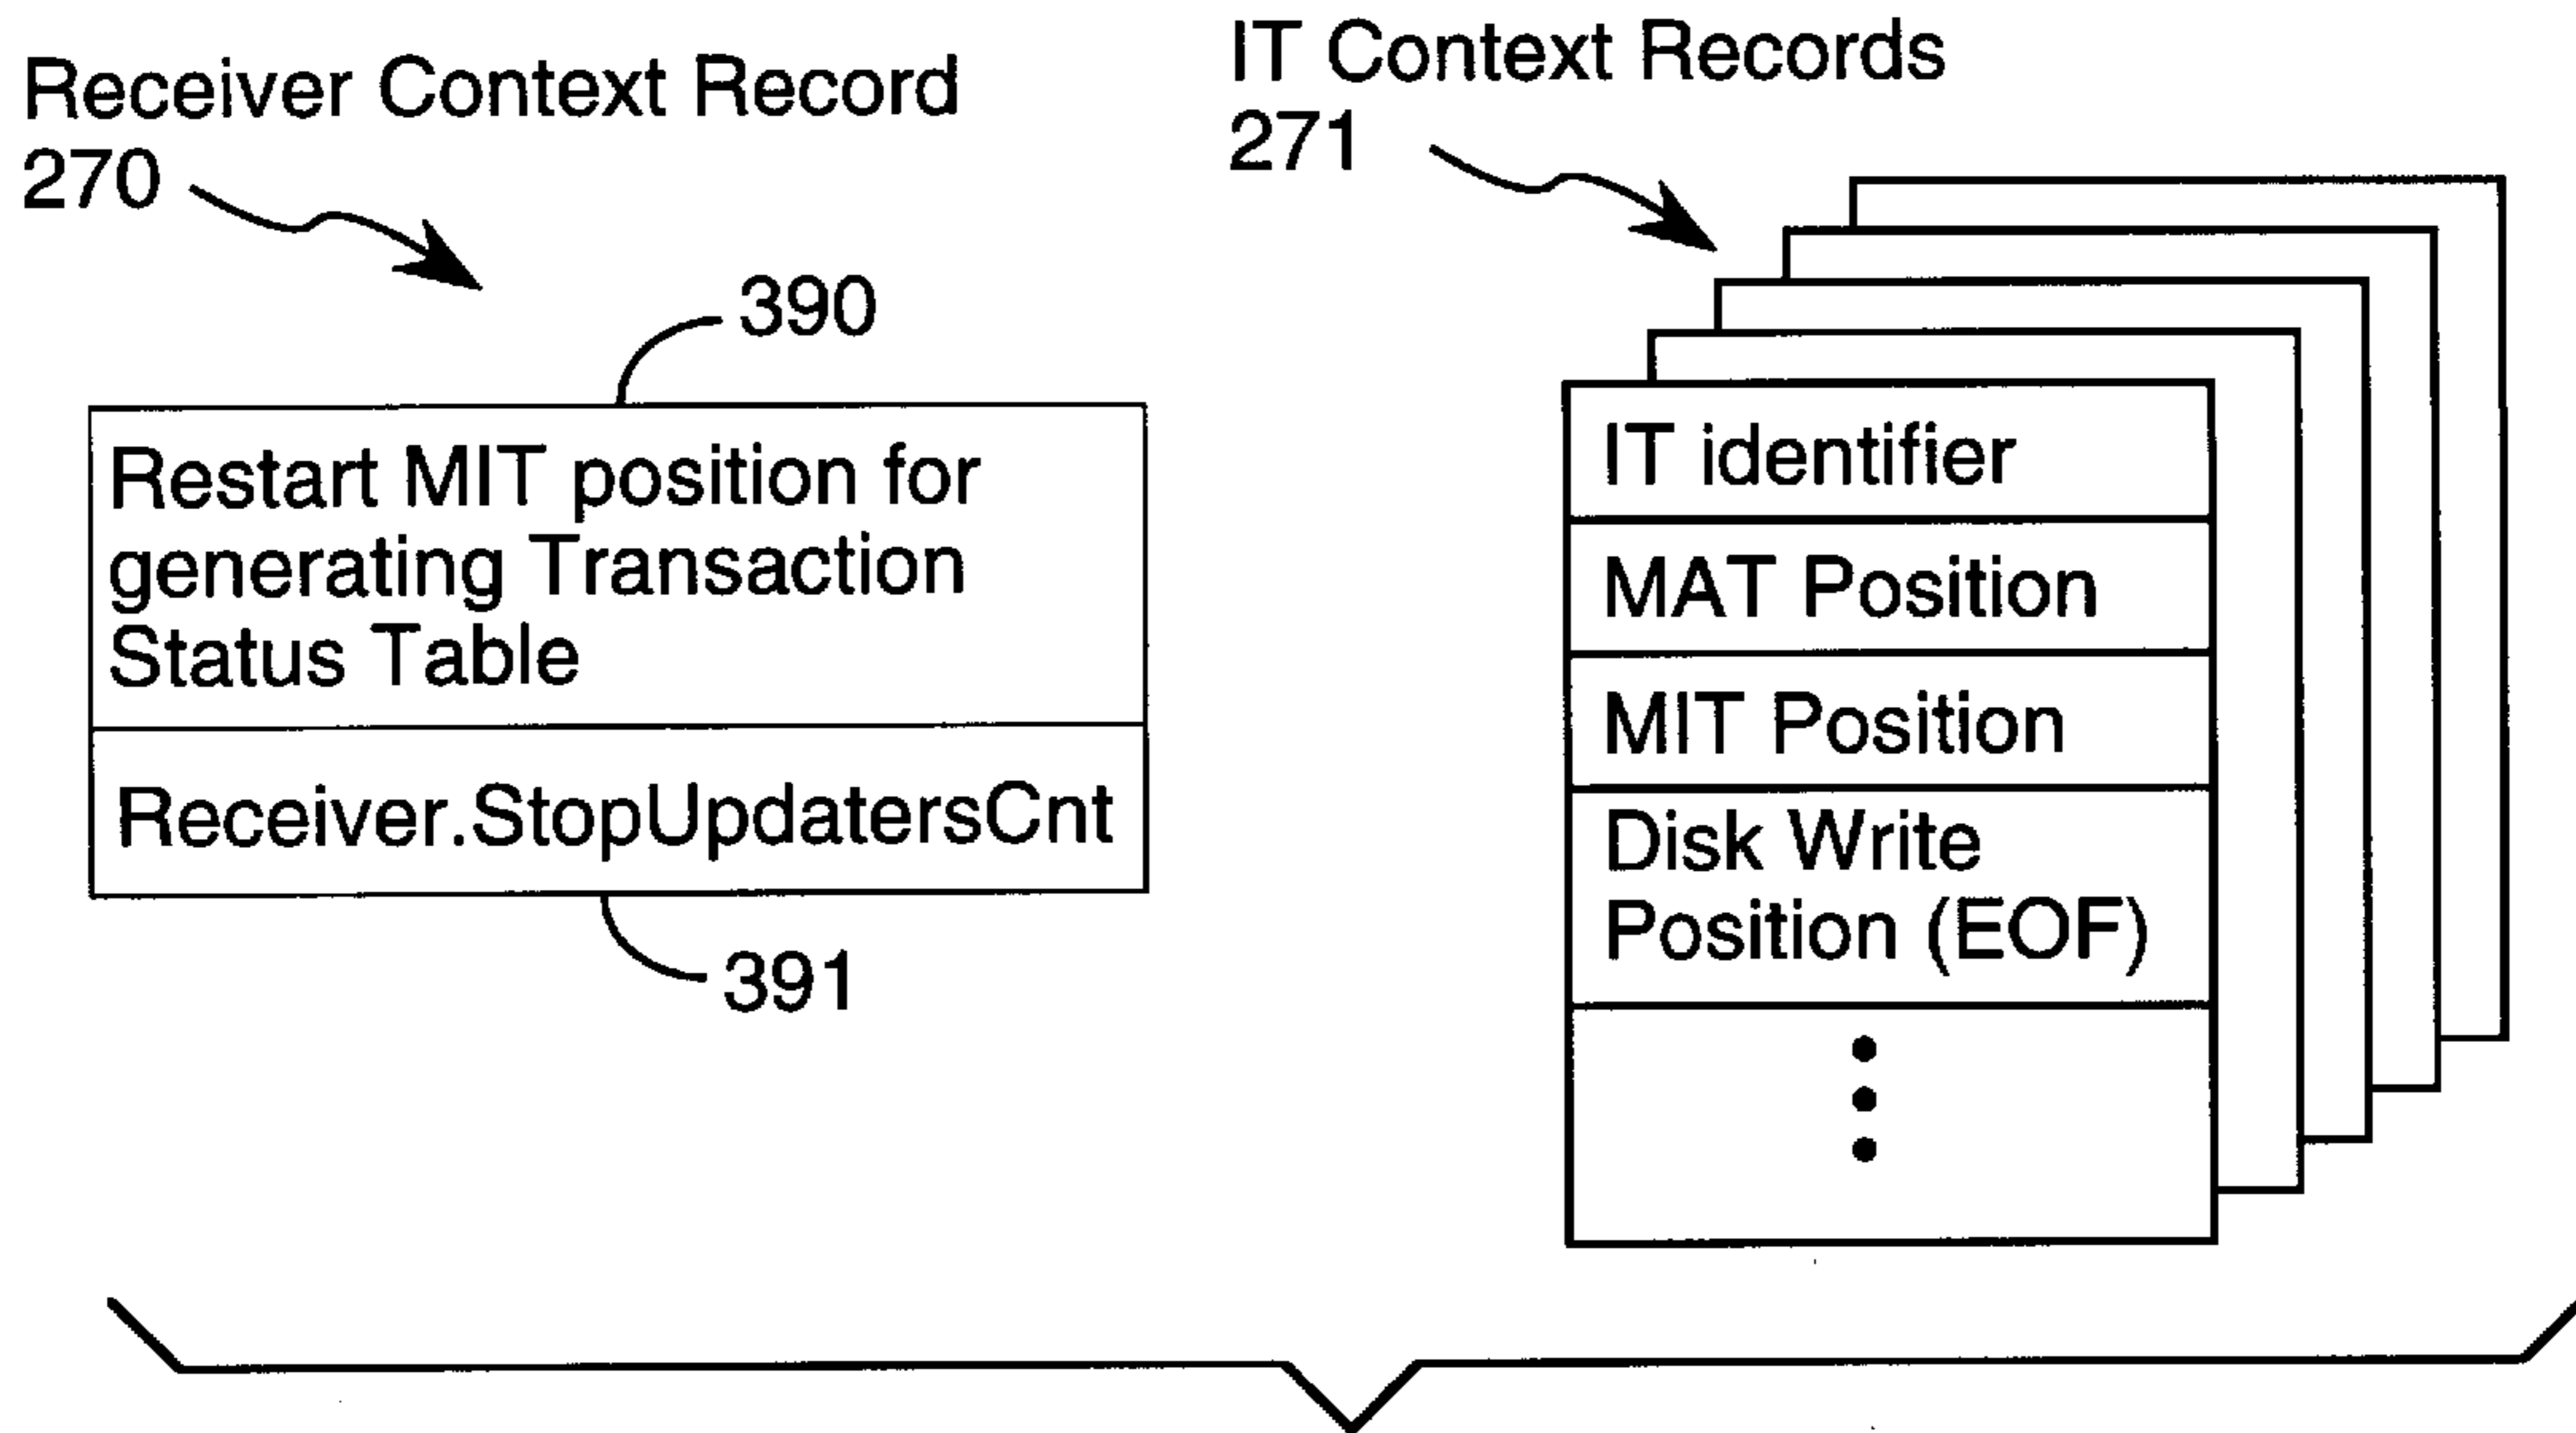 Receiver Context Record
270
390
Restart MIT position for
generating Transaction
Status Table
Receiver.StopUpdatersCnt
391
IT Context Records
271
IT identifier
MAT Position
MIT Position
Disk Write
Position (EOF)